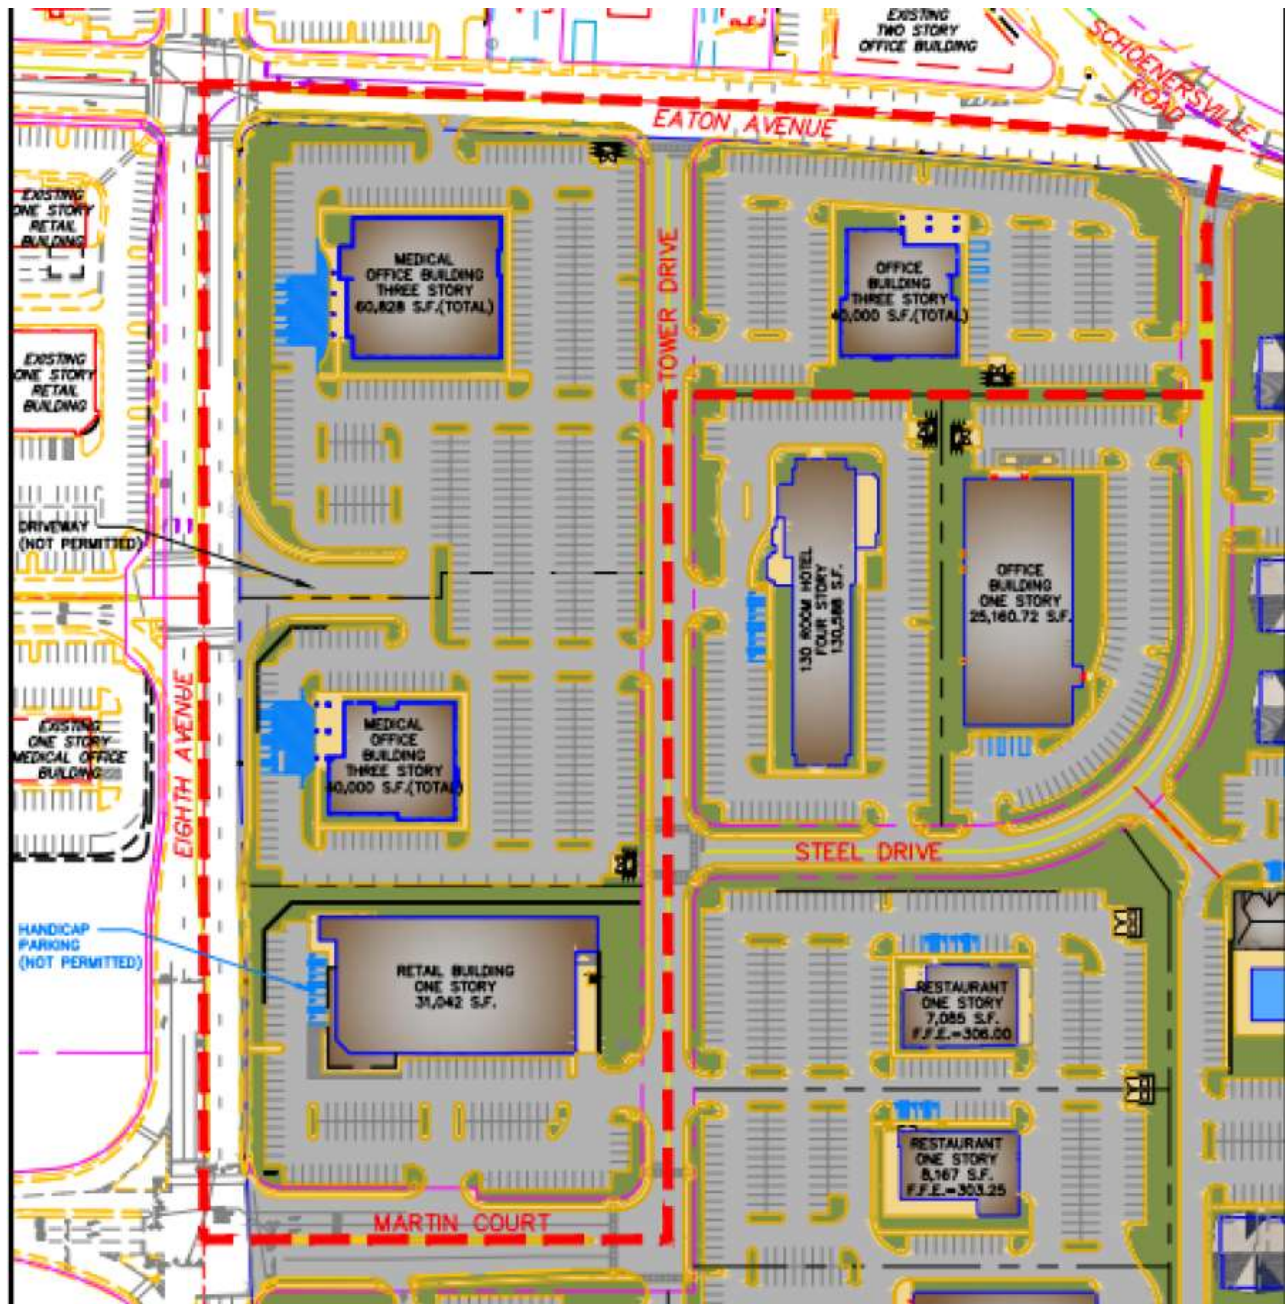 EXISTING
TWO STORY
OFFICE BUILDING
SCHOENERSVILLE
ROAD
EATON AVENUE
EXISTING
ONE STORY
RETAIL
BUILDING
MEDICAL
OFFICE BUILDING
THREE STORY
60,828 S.F.(TOTAL)
TOWER DRIVE
OFFICE
BUILDING
THREE STORY
40,000 S.F.(TOTAL)
EXISTING
ONE STORY
RETAIL
BUILDING
DRIVEWAY
(NOT PERMITTED)
130 ROOM HOTEL
FOUR STORY
130,588 S.F.
OFFICE
BUILDING
ONE STORY
25,160.72 S.F.
EIGHTH AVENUE
EXISTING
ONE STORY
MEDICAL OFFICE
BUILDING
MEDICAL
OFFICE
BUILDING
THREE STORY
40,000 S.F.(TOTAL)
STEEL DRIVE
HANDICAP
PARKING
(NOT PERMITTED)
RETAIL BUILDING
ONE STORY
31,042 S.F.
RESTAURANT
ONE STORY
7,085 S.F.
F.F.E.=306.00
RESTAURANT
ONE STORY
8,167 S.F.
F.F.E.=303.25
MARTIN COURT